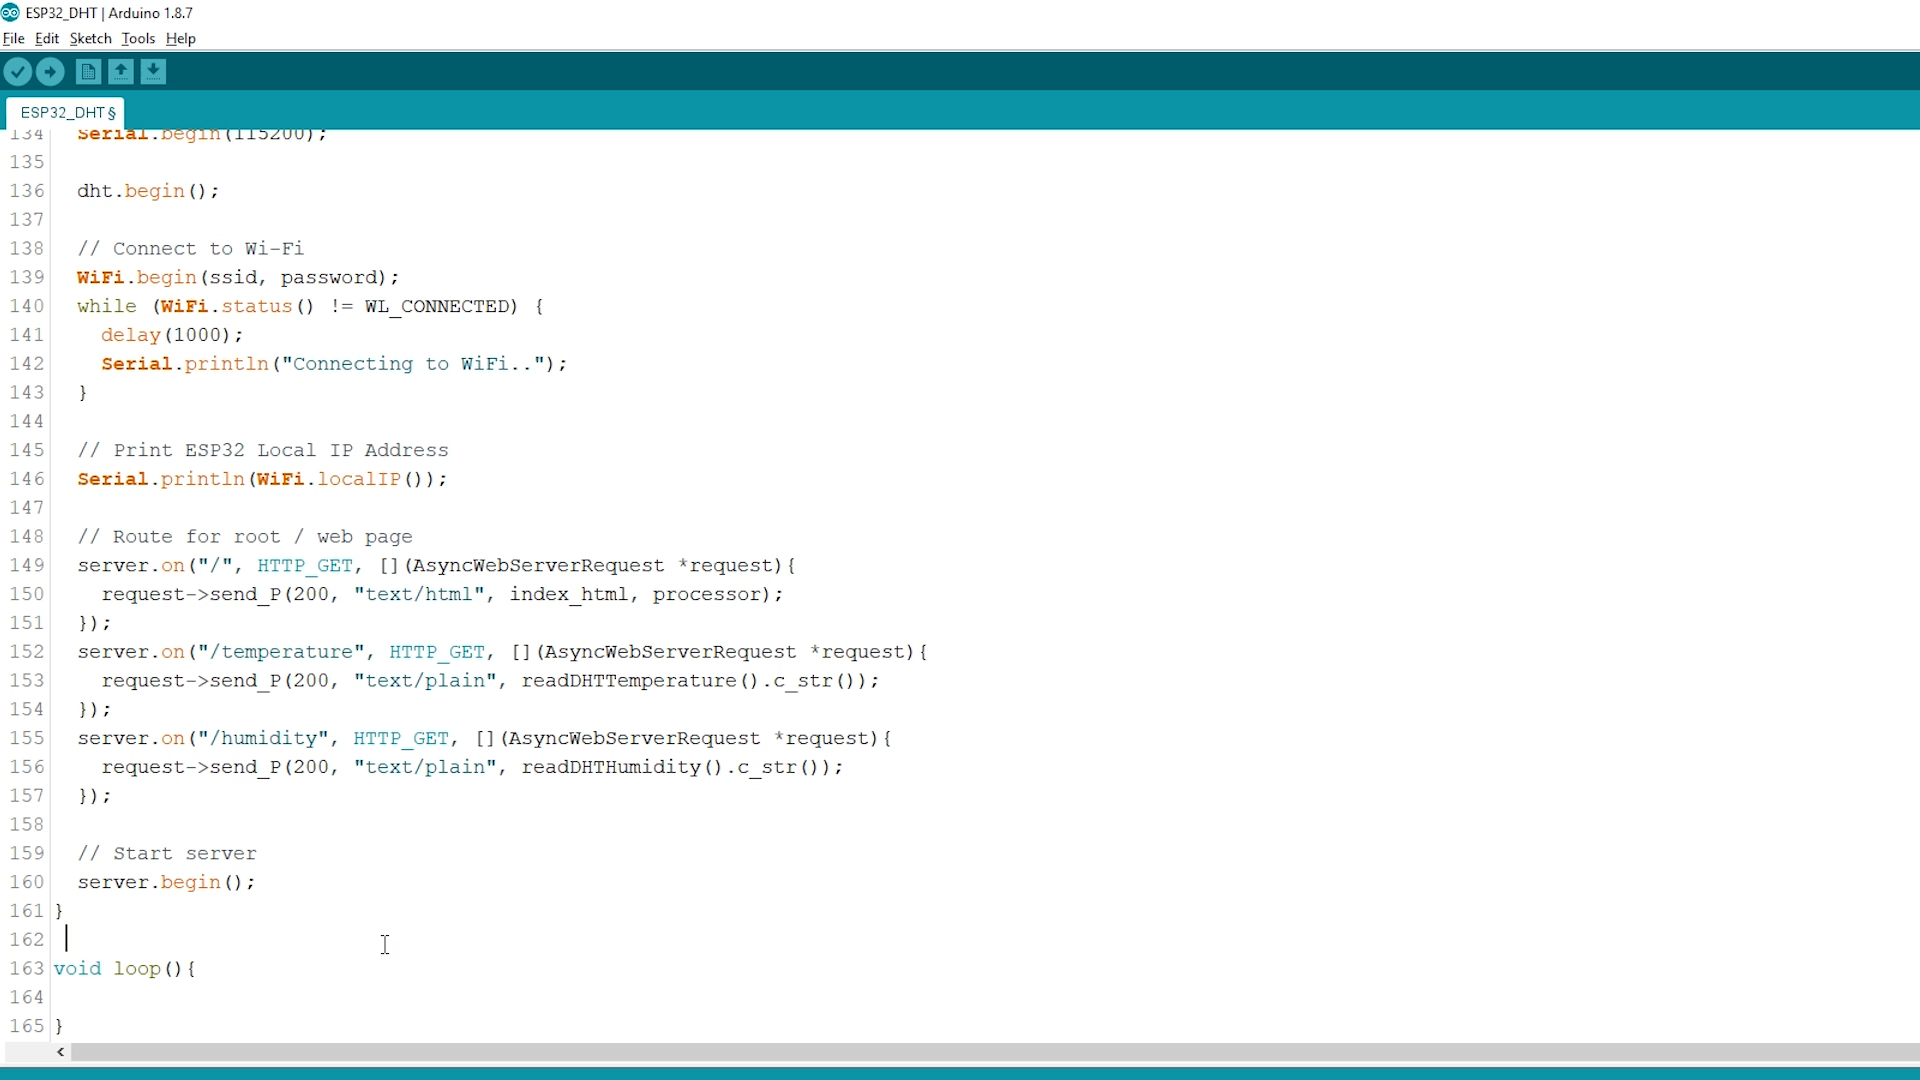 ESP32_DHT | Arduino 1.8.7
File Edit Sketch Tools Help
ESP32_DHT §
134   Serial.begin(115200);
135
136   dht.begin();
137
138   // Connect to Wi-Fi
139   WiFi.begin(ssid, password);
140   while (WiFi.status() != WL_CONNECTED) {
141     delay(1000);
142     Serial.println("Connecting to WiFi..");
143   }
144
145   // Print ESP32 Local IP Address
146   Serial.println(WiFi.localIP());
147
148   // Route for root / web page
149   server.on("/", HTTP_GET, [](AsyncWebServerRequest *request){
150     request->send_P(200, "text/html", index_html, processor);
151   });
152   server.on("/temperature", HTTP_GET, [](AsyncWebServerRequest *request){
153     request->send_P(200, "text/plain", readDHTTemperature().c_str());
154   });
155   server.on("/humidity", HTTP_GET, [](AsyncWebServerRequest *request){
156     request->send_P(200, "text/plain", readDHTHumidity().c_str());
157   });
158
159   // Start server
160   server.begin();
161 }
162
163 void loop(){
164
165 }